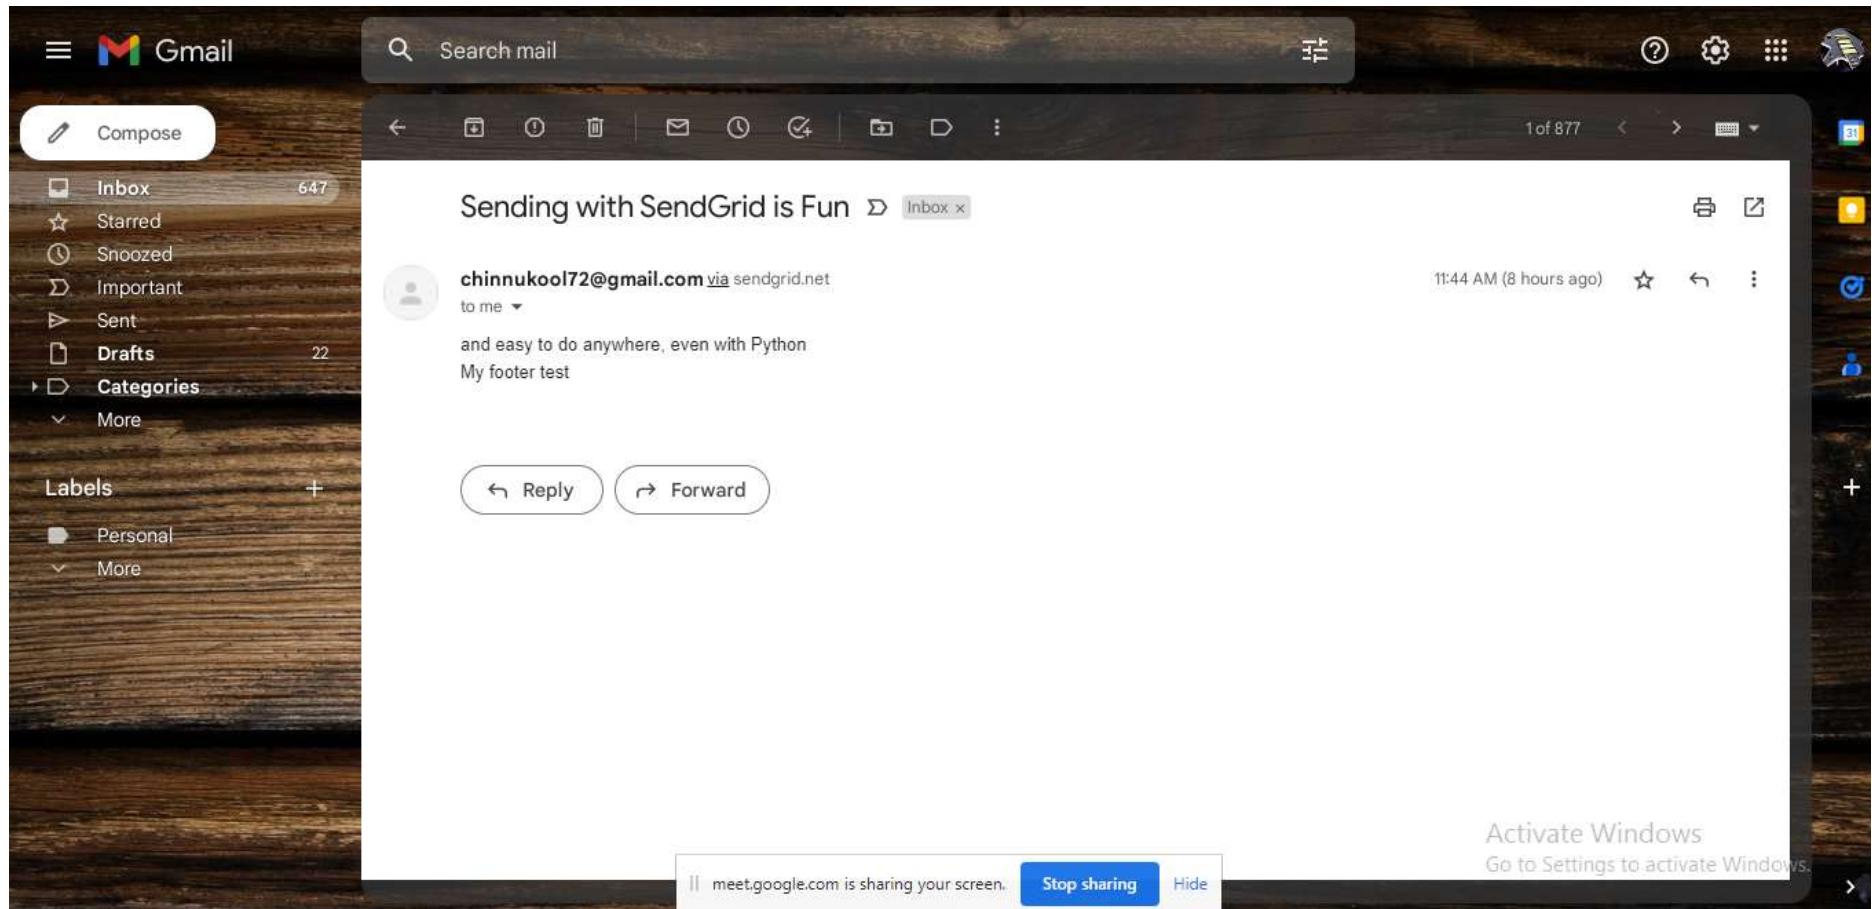 Gmail
Search mail
Compose
1 of 877
Inbox 647
Starred
Snoozed
Important
Sent
Drafts 22
Categories
More
Labels
Personal
More
Sending with SendGrid is Fun Inbox ×
chinnukool72@gmail.com via sendgrid.net 11:44 AM (8 hours ago)
to me
and easy to do anywhere, even with Python
My footer test
Reply Forward
31
Activate Windows
Go to Settings to activate Windows.
meet.google.com is sharing your screen. Stop sharing Hide